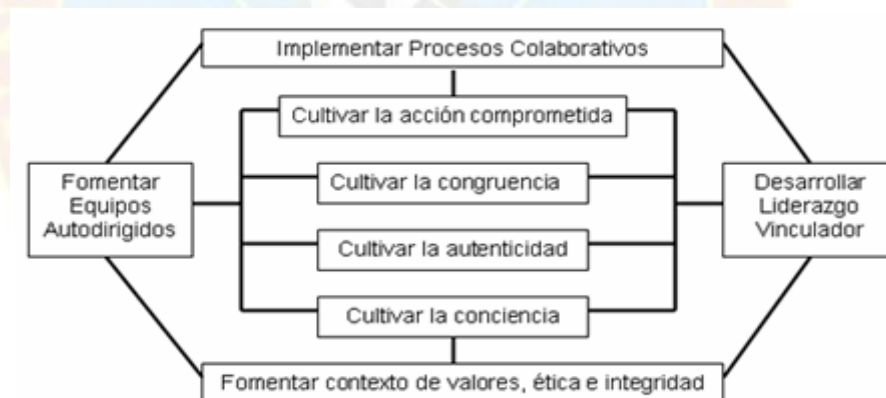 Implementar Procesos Colaborativos
Cultivar la acción comprometida
Fomentar
Equipos
Autodirigidos
Cultivar la congruencia
Desarrollar
Liderazgo
Vinculador
Cultivar la autenticidad
Cultivar la conciencia
Fomentar contexto de valores, ética e integridad